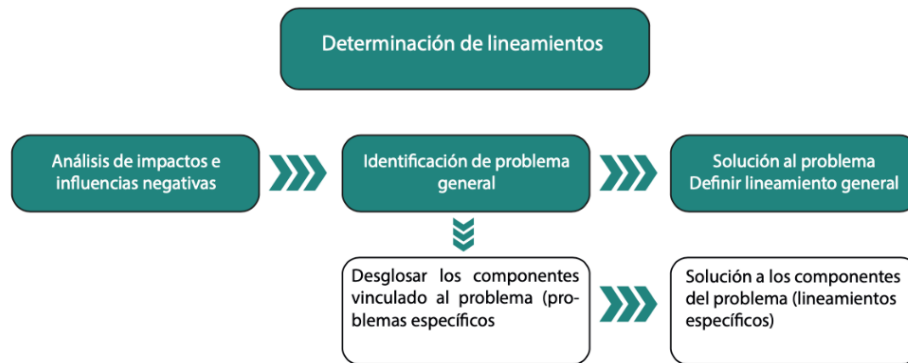 Determinación de lineamientos
Análisis de impactos e
influencias negativas
Identificación de problema
general
Solución al problema
Definir lineamiento general
Desglosar los componentes
vinculado al problema (pro-
blemas específicos
Solución a los componentes
del problema (lineamientos
específicos)